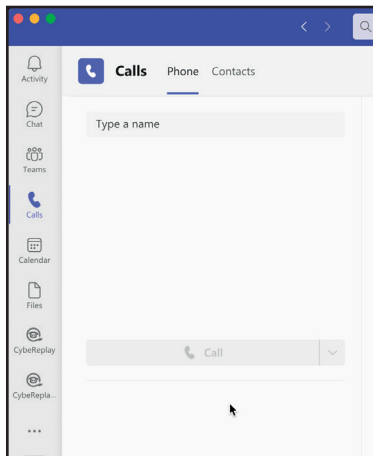 Activity
Chat
Teams
Calls
Calendar
Files
CybeReplay
CybeRepla...
Calls Phone Contacts
Type a name
Call